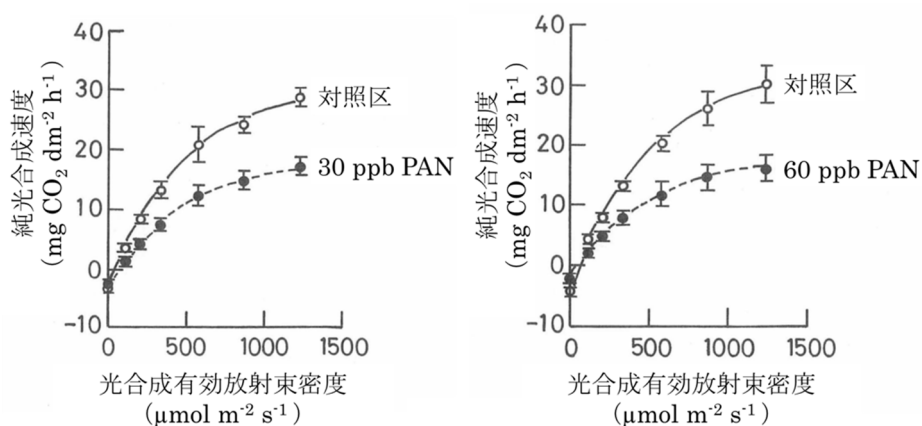 純光合成速度
(mg CO₂ dm⁻² h⁻¹)
40
30
20
10
0
−10
対照区
30 ppb PAN
0 500 1000 1500
光合成有効放射束密度
(µmol m⁻² s⁻¹)
純光合成速度
(mg CO₂ dm⁻² h⁻¹)
40
30
20
10
0
−10
対照区
60 ppb PAN
0 500 1000 1500
光合成有効放射束密度
(µmol m⁻² s⁻¹)